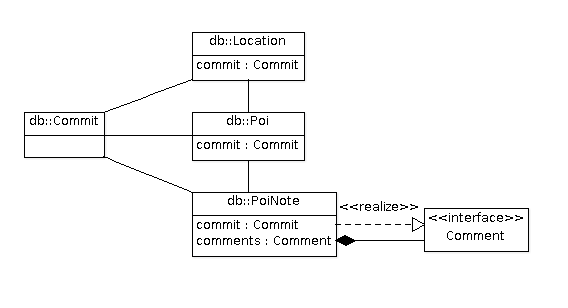 db::Location
commit : Commit
db::Commit
db::Poi
commit : Commit
db::PoiNote
commit : Commit
comments : Comment
<<realize>>
<<interface>>
Comment